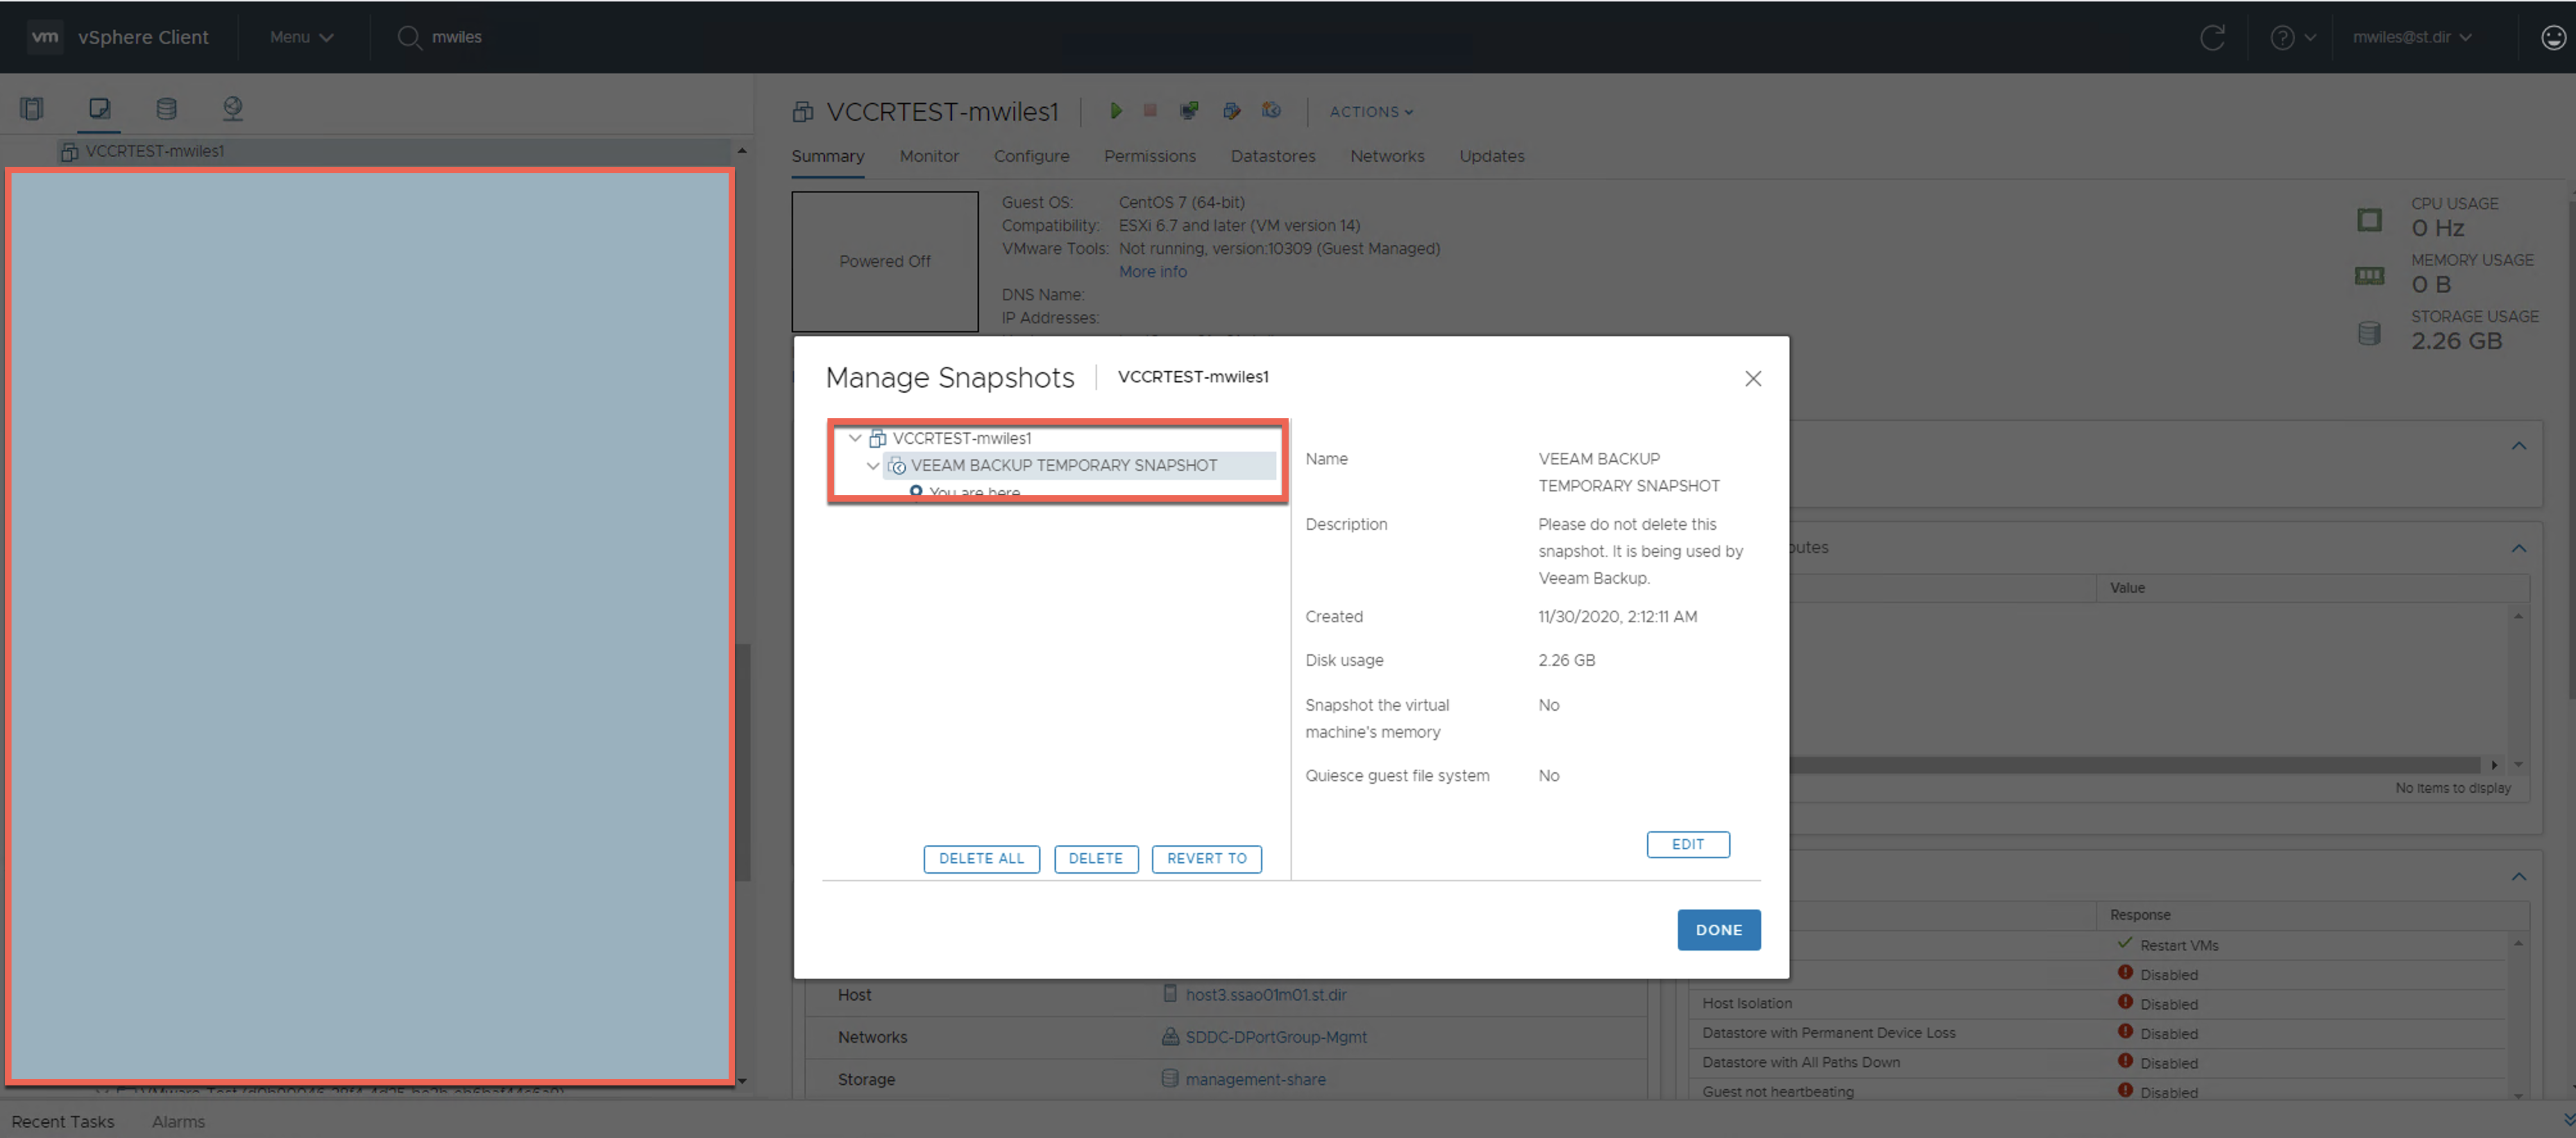 vm vSphere Client Menu mwiles mwiles@st.dir
VCCRTEST-mwiles1
VCCRTEST-mwiles1 ACTIONS
Summary Monitor Configure Permissions Datastores Networks Updates
Powered Off
Guest OS: CentOS 7 (64-bit)
Compatibility: ESXi 6.7 and later (VM version 14)
VMware Tools: Not running, version:10309 (Guest Managed)
More info
DNS Name:
IP Addresses:
CPU USAGE
0 Hz
MEMORY USAGE
0 B
STORAGE USAGE
2.26 GB
Manage Snapshots VCCRTEST-mwiles1
VCCRTEST-mwiles1
VEEAM BACKUP TEMPORARY SNAPSHOT
You are here
Name VEEAM BACKUP
TEMPORARY SNAPSHOT
Description Please do not delete this
snapshot. It is being used by
Veeam Backup.
Created 11/30/2020, 2:12:11 AM
Disk usage 2.26 GB
Snapshot the virtual
machine's memory No
Quiesce guest file system No
DELETE ALL DELETE REVERT TO
EDIT
DONE
butes
Value
No items to display
Response
Restart VMs
Disabled
Host Isolation Disabled
Datastore with Permanent Device Loss Disabled
Datastore with All Paths Down Disabled
Guest not heartbeating Disabled
Host host3.ssao01m01.st.dir
Networks SDDC-DPortGroup-Mgmt
Storage management-share
Recent Tasks Alarms